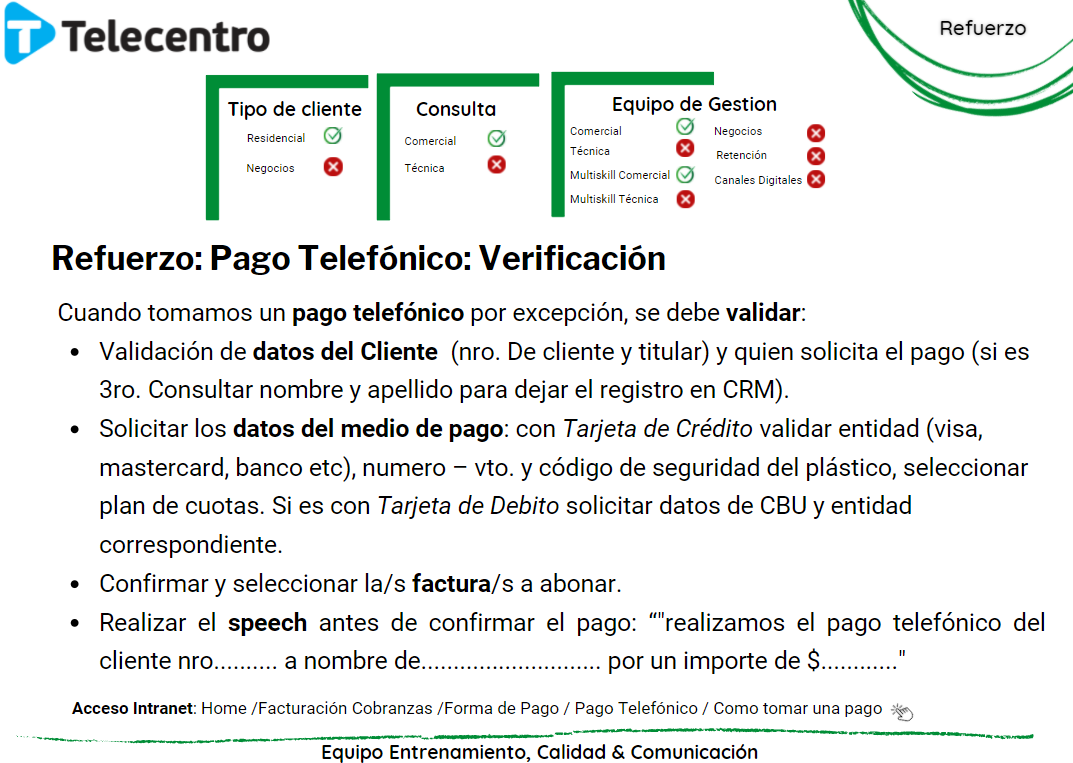 Telecentro
Refuerzo
Tipo de cliente
Residencial
Negocios
Consulta
Comercial
Técnica
Equipo de Gestion
Comercial
Técnica
Multiskill Comercial
Multiskill Técnica
Negocios
Retención
Canales Digitales
Refuerzo: Pago Telefónico: Verificación
Cuando tomamos un pago telefónico por excepción, se debe validar:
• Validación de datos del Cliente (nro. De cliente y titular) y quien solicita el pago (si es
3ro. Consultar nombre y apellido para dejar el registro en CRM).
• Solicitar los datos del medio de pago: con Tarjeta de Crédito validar entidad (visa,
mastercard, banco etc), numero – vto. y código de seguridad del plástico, seleccionar
plan de cuotas. Si es con Tarjeta de Debito solicitar datos de CBU y entidad
correspondiente.
• Confirmar y seleccionar la/s factura/s a abonar.
• Realizar el speech antes de confirmar el pago: “"realizamos el pago telefónico del
cliente nro.......... a nombre de............................ por un importe de $............"
Acceso Intranet: Home /Facturación Cobranzas /Forma de Pago / Pago Telefónico / Como tomar una pago
Equipo Entrenamiento, Calidad & Comunicación